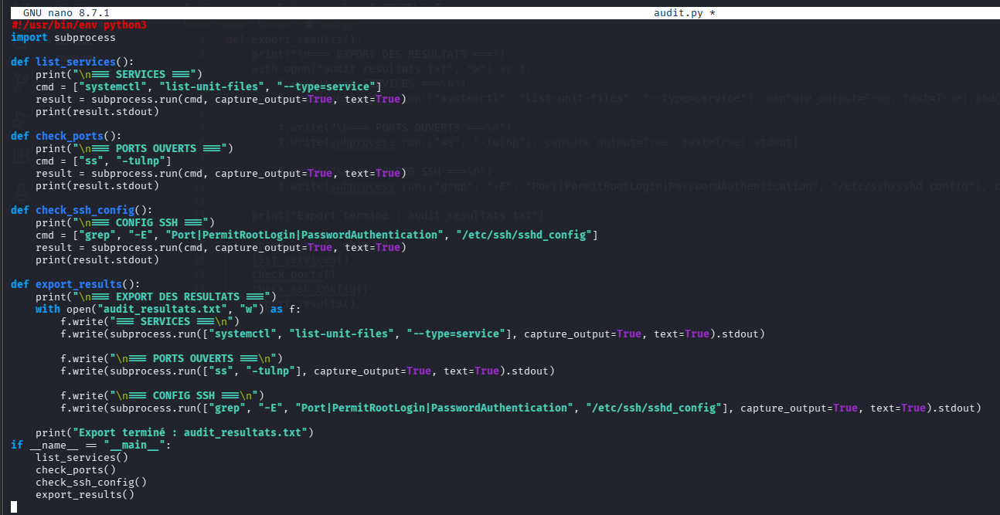 GNU nano 8.7.1 audit.py *
#!/usr/bin/env python3
import subprocess

def list_services():
    print("\n=== SERVICES ===")
    cmd = ["systemctl", "list-unit-files", "--type=service"]
    result = subprocess.run(cmd, capture_output=True, text=True)
    print(result.stdout)

def check_ports():
    print("\n=== PORTS OUVERTS ===")
    cmd = ["ss", "-tulnp"]
    result = subprocess.run(cmd, capture_output=True, text=True)
    print(result.stdout)

def check_ssh_config():
    print("\n=== CONFIG SSH ===")
    cmd = ["grep", "-E", "Port|PermitRootLogin|PasswordAuthentication", "/etc/ssh/sshd_config"]
    result = subprocess.run(cmd, capture_output=True, text=True)
    print(result.stdout)

def export_results():
    print("\n=== EXPORT DES RESULTATS ===")
    with open("audit_resultats.txt", "w") as f:
        f.write("=== SERVICES ===\n")
        f.write(subprocess.run(["systemctl", "list-unit-files", "--type=service"], capture_output=True, text=True).stdout)

        f.write("\n=== PORTS OUVERTS ===\n")
        f.write(subprocess.run(["ss", "-tulnp"], capture_output=True, text=True).stdout)

        f.write("\n=== CONFIG SSH ===\n")
        f.write(subprocess.run(["grep", "-E", "Port|PermitRootLogin|PasswordAuthentication", "/etc/ssh/sshd_config"], capture_output=True, text=True).stdout)

    print("Export terminé : audit_resultats.txt")
if __name__ == "__main__":
    list_services()
    check_ports()
    check_ssh_config()
    export_results()